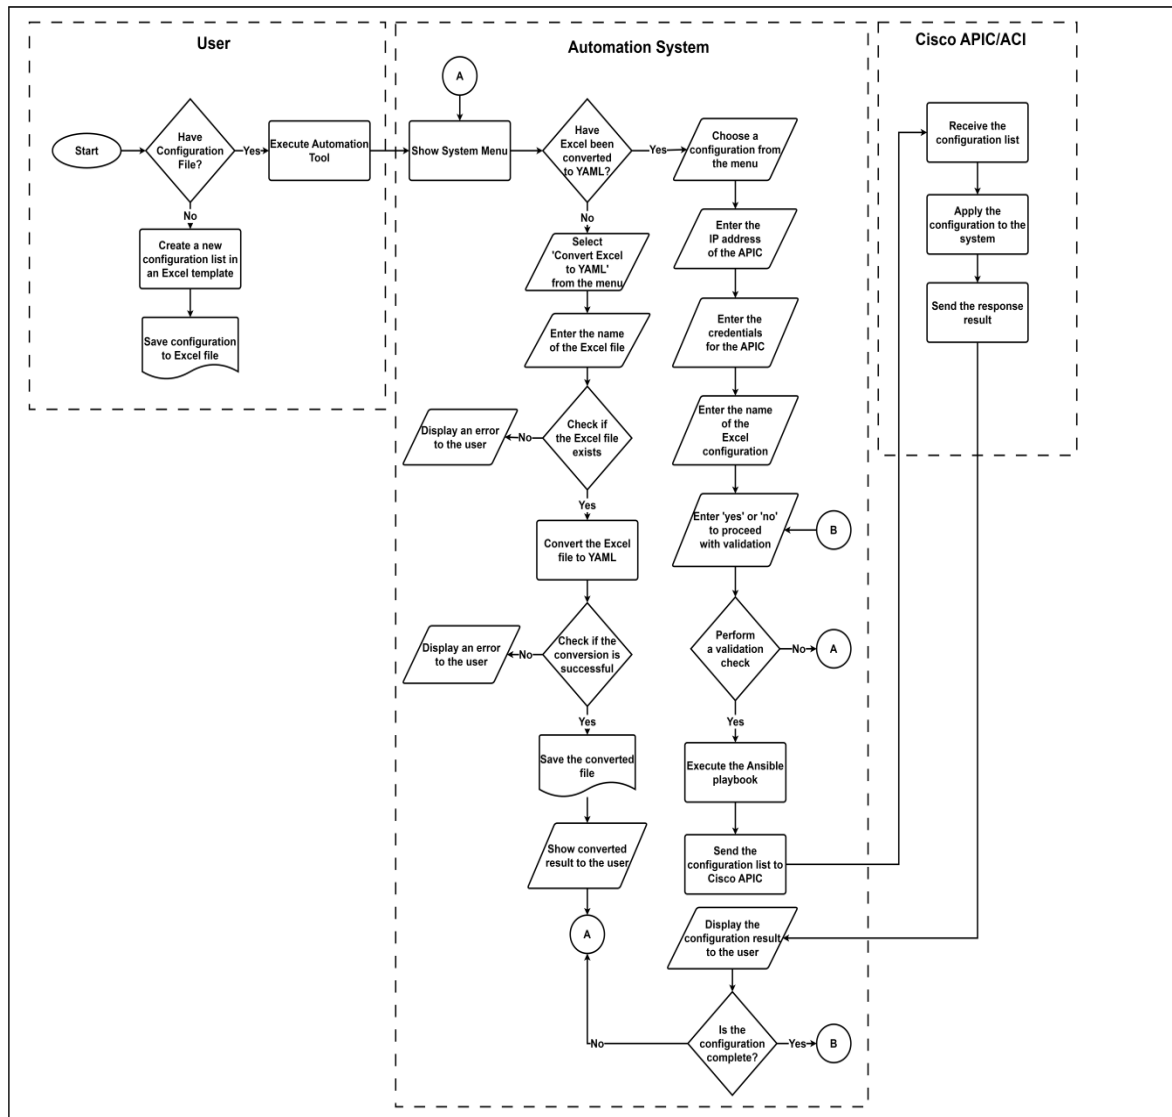 User
Start
Have
Configuration
File?
Yes
Execute Automation
Tool
No
Create a new
configuration list in
an Excel template
Save configuration
to Excel file
Automation System
A
Show System Menu
Have
Excel been
converted
to YAML?
Yes
No
Select
'Convert Excel
to YAML'
from the menu
Enter the name
of the Excel file
Check if
the Excel file
exists
No
Display an error
to the user
Yes
Convert the Excel
file to YAML
Check if the
conversion is
successful
No
Display an error
to the user
Yes
Save the converted
file
Show converted
result to the user
A
Choose a
configuration from
the menu
Enter the
IP address
of the APIC
Enter the
credentials
for the APIC
Enter the name
of the
Excel
configuration
Enter 'yes' or 'no'
to proceed
with validation
B
Perform
a validation
check
No
A
Yes
Execute the Ansible
playbook
Send the
configuration list to
Cisco APIC
Display the
configuration result
to the user
Is the
configuration
complete?
No
Yes
B
Cisco APIC/ACI
Receive the
configuration list
Apply the
configuration to the
system
Send the response
result